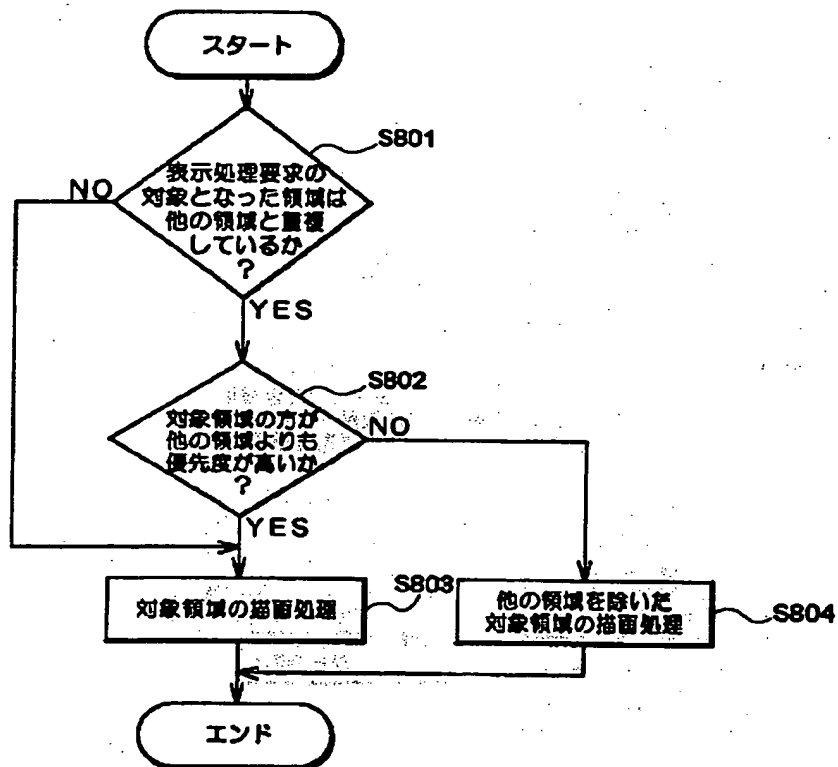 スタート
S801
表示処理要求の
対象となった領域は
他の領域と重複
しているか
?
NO
YES
S802
対象領域の方が
他の領域よりも
優先度が高いか
?
NO
YES
対象領域の描画処理
S803
他の領域を除いた
対象領域の描画処理
S804
エンド